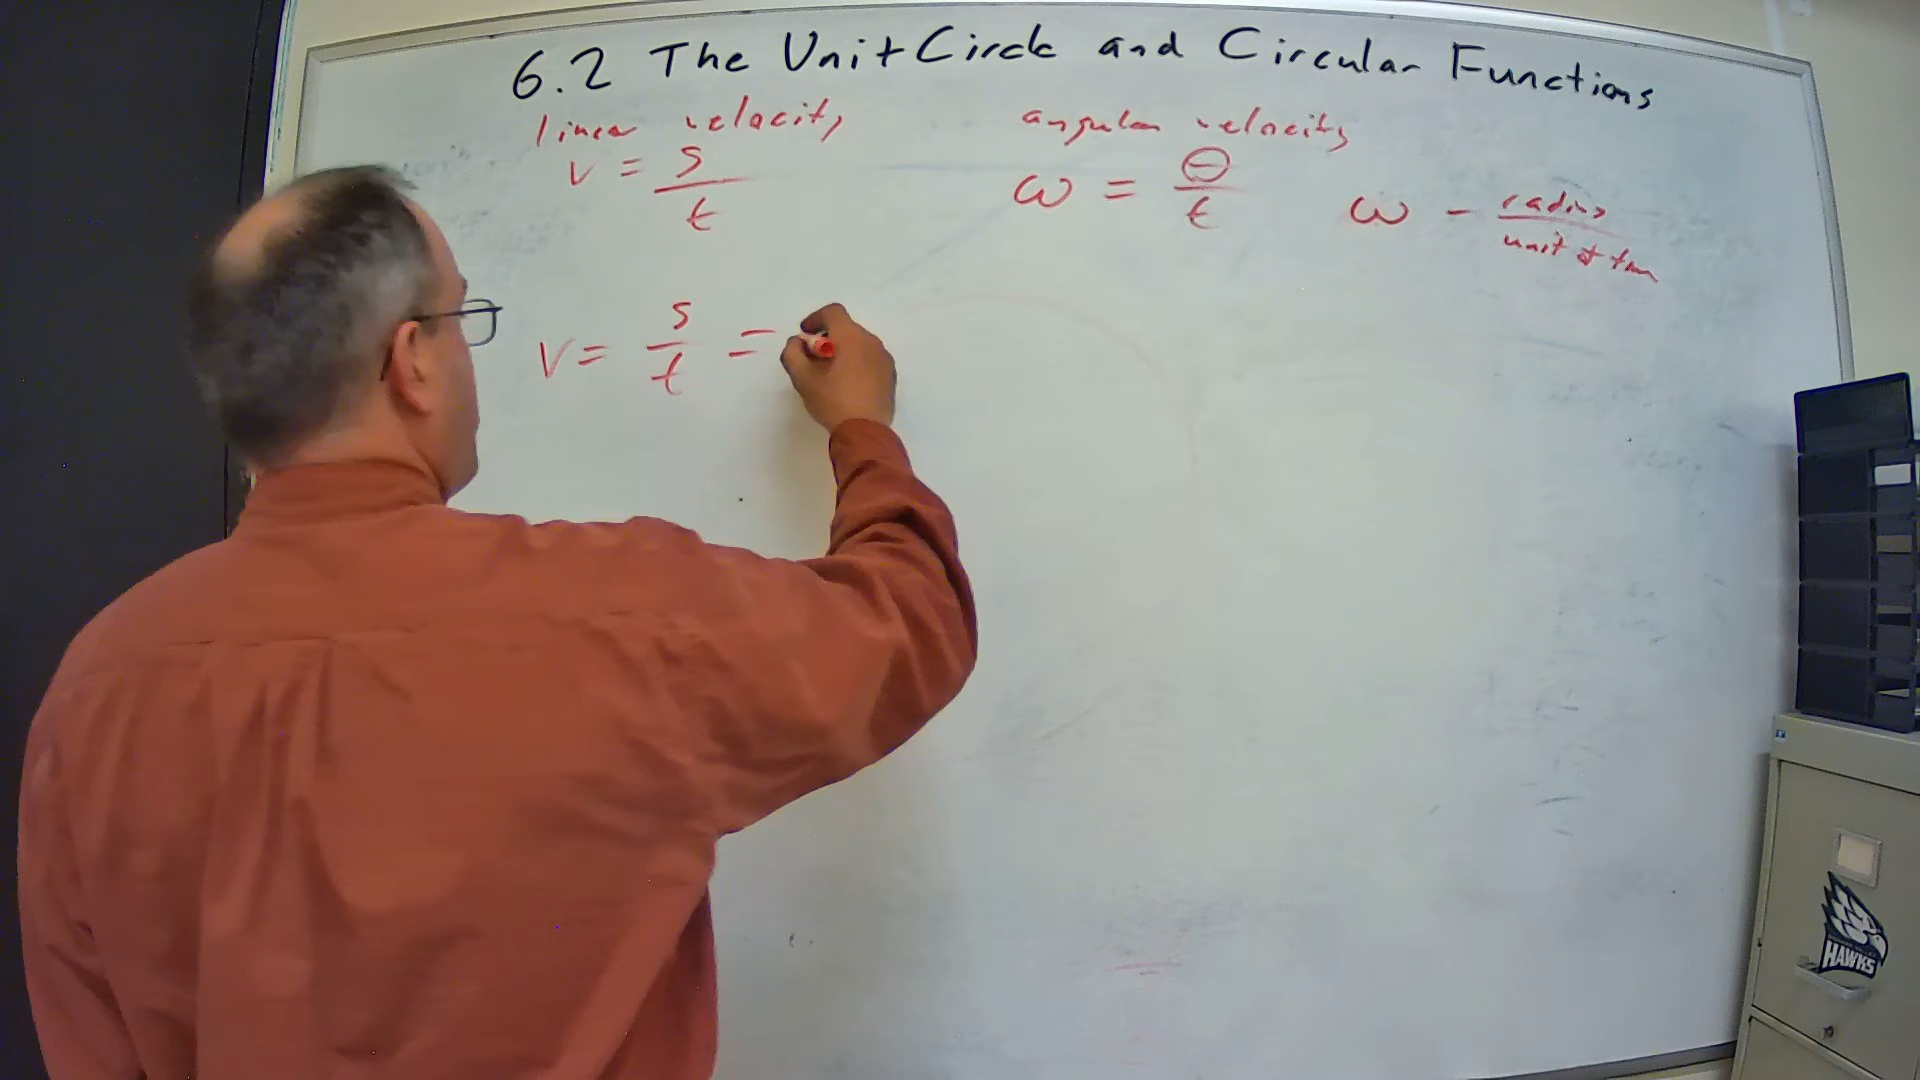 6.2 The Unit Circle and Circular Functions
linear velocity
v = s/t
angular velocity
ω = Θ/t
ω - radians/unit of time
v = s/t =
HAWKS